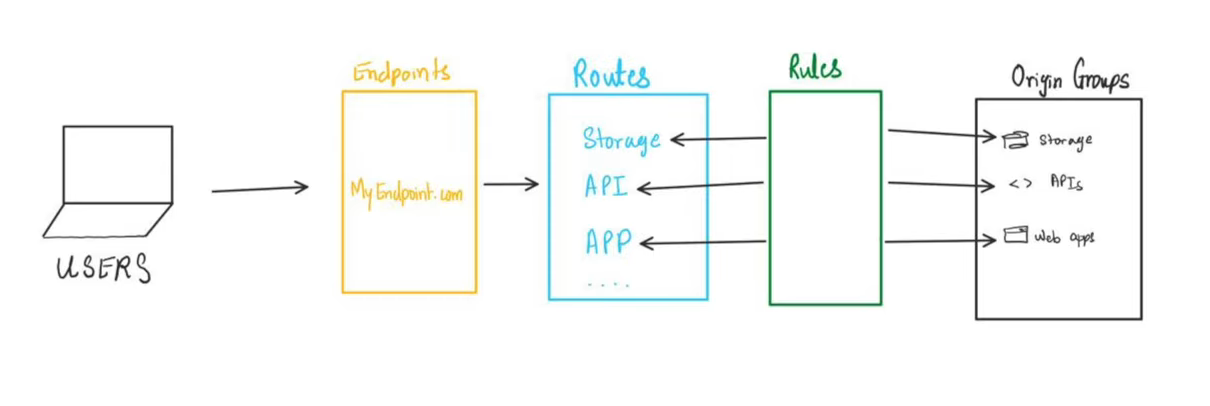 Endpoints
Routes
Rules
Origin Groups
MyEndpoint.com
Storage
API
APP
....
Storage
<> APIs
Web apps
USERS